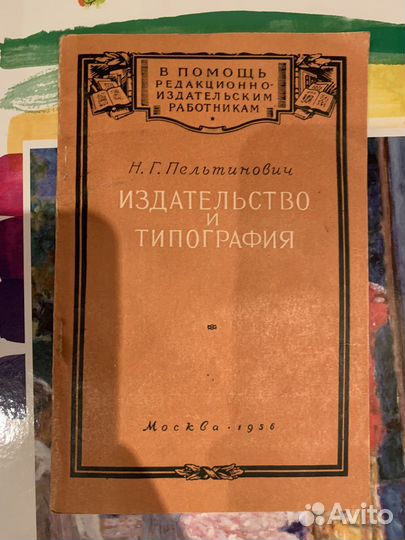 В ПОМОЩЬ
РЕДАКЦИОННО-
ИЗДАТЕЛЬСКИМ
РАБОТНИКАМ
Н. Г. Пельтинович
ИЗДАТЕЛЬСТВО
И
ТИПОГРАФИЯ
Москва • 1956
Avito